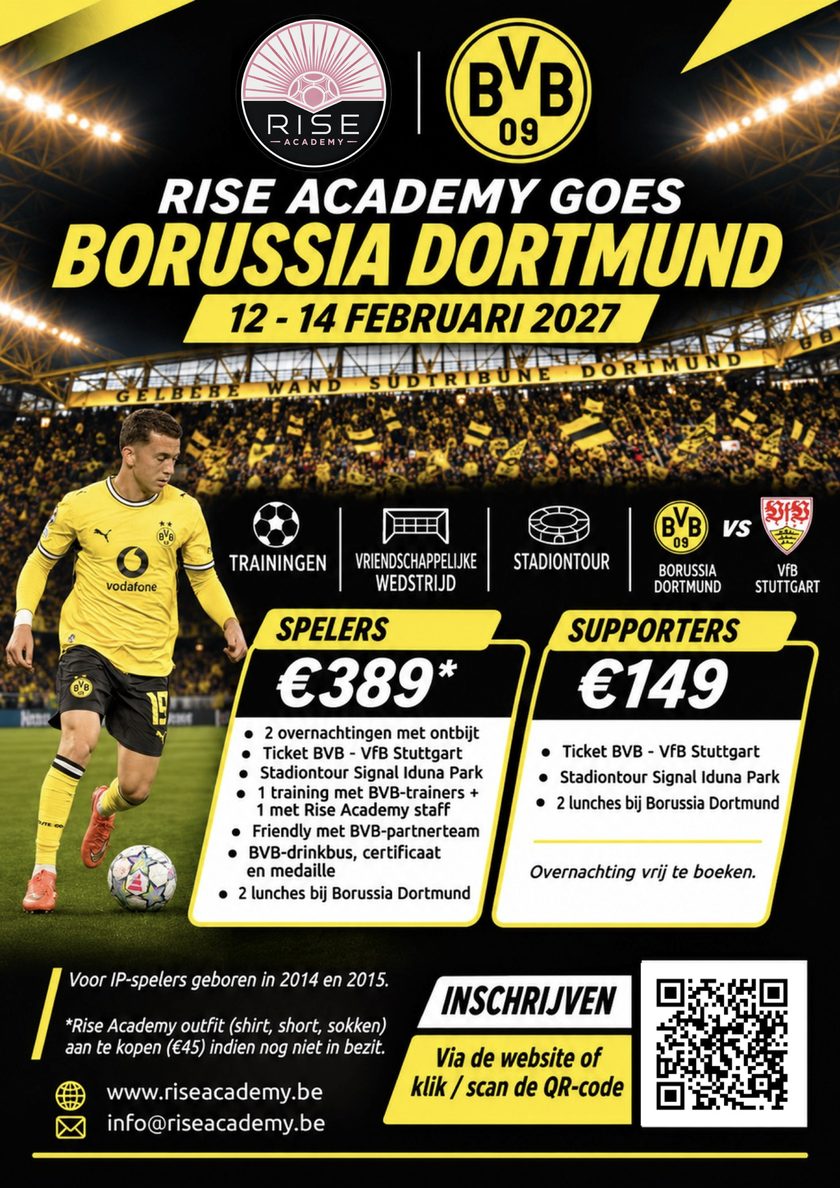 RISE
ACADEMY
BVB
09
RISE ACADEMY GOES
BORUSSIA DORTMUND
12 - 14 FEBRUARI 2027
GELBEBE WAND SÜDTRIBÜNE DORTMUND
BVB
vodafone
BVB
09
19
TRAININGEN
VRIENDSCHAPPELIJKE
WEDSTRIJD
STADIONTOUR
BVB
09
VS
VfB
BORUSSIA
DORTMUND
VfB
STUTTGART
SPELERS
€389*
• 2 overnachtingen met ontbijt
• Ticket BVB - VfB Stuttgart
• Stadiontour Signal Iduna Park
• 1 training met BVB-trainers +
1 met Rise Academy staff
• Friendly met BVB-partnerteam
• BVB-drinkbus, certificaat
en medaille
• 2 lunches bij Borussia Dortmund
SUPPORTERS
€149
• Ticket BVB - VfB Stuttgart
• Stadiontour Signal Iduna Park
• 2 lunches bij Borussia Dortmund
Overnachting vrij te boeken.
Voor IP-spelers geboren in 2014 en 2015.
*Rise Academy outfit (shirt, short, sokken)
aan te kopen (€45) indien nog niet in bezit.
www.riseacademy.be
info@riseacademy.be
INSCHRIJVEN
Via de website of
klik / scan de QR-code